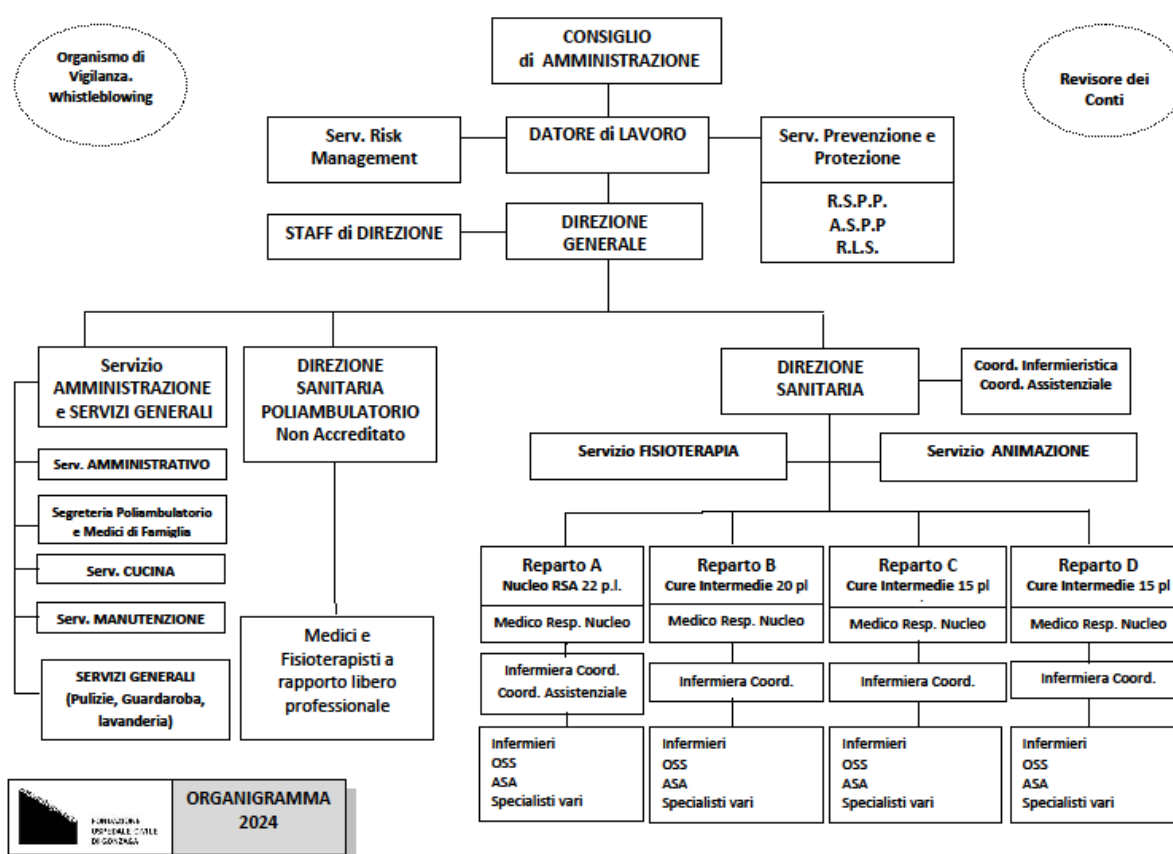 Organismo di
Vigilanza.
Whistleblowing
CONSIGLIO
di AMMINISTRAZIONE
Revisore dei
Conti
Serv. Risk
Management
DATORE di LAVORO
Serv. Prevenzione e
Protezione
R.S.P.P.
A.S.P.P
R.L.S.
STAFF di DIREZIONE
DIREZIONE
GENERALE
Servizio
AMMINISTRAZIONE
e SERVIZI GENERALI
DIREZIONE
SANITARIA
POLIAMBULATORIO
Non Accreditato
DIREZIONE
SANITARIA
Coord. Infermieristica
Coord. Assistenziale
Servizio FISIOTERAPIA
Servizio ANIMAZIONE
Serv. AMMINISTRATIVO
Segreteria Poliambulatorio
e Medici di Famiglia
Serv. CUCINA
Serv. MANUTENZIONE
SERVIZI GENERALI
(Pulizie, Guardaroba,
lavanderia)
Medici e
Fisioterapisti a
rapporto libero
professionale
Reparto A
Nucleo RSA 22 p.l.
Medico Resp. Nucleo
Infermiera Coord.
Coord. Assistenziale
Infermieri
OSS
ASA
Specialisti vari
Reparto B
Cure Intermedie 20 pl
Medico Resp. Nucleo
Infermiera Coord.
Infermieri
OSS
ASA
Specialisti vari
Reparto C
Cure Intermedie 15 pl
Medico Resp. Nucleo
Infermiera Coord.
Infermieri
OSS
ASA
Specialisti vari
Reparto D
Cure Intermedie 15 pl
Medico Resp. Nucleo
Infermiera Coord.
Infermieri
OSS
ASA
Specialisti vari
FONDAZIONE
OSPEDALE CIVILE
DI GONZAGA
ORGANIGRAMMA
2024